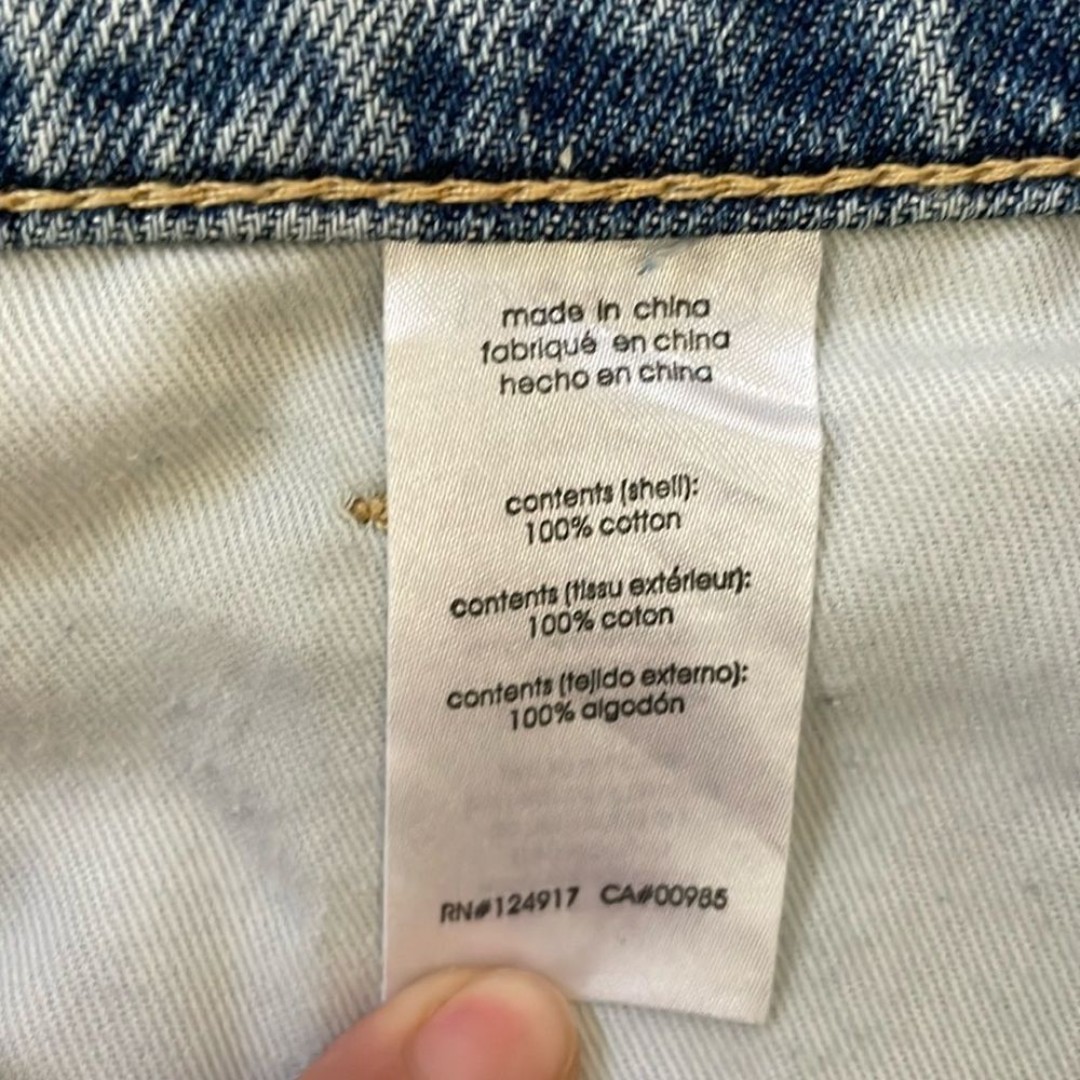 made in china
fabriqué en china
hecho en china
contents (shell):
100% cotton
contents (tissu extérieur):
100% coton
contents (tejido externo):
100% algodón
RN#124917 CA#00985